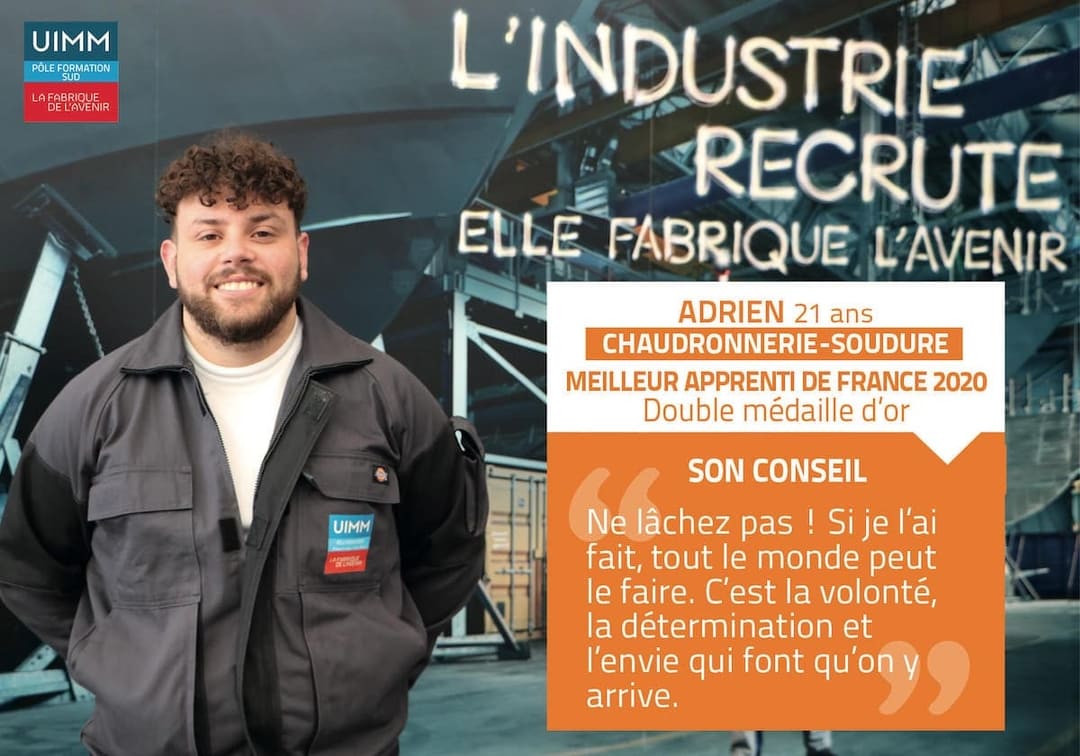 UIMM
PÔLE FORMATION
SUD
LA FABRIQUE
DE L'AVENIR
L'INDUSTRIE
RECRUTE
ELLE FABRIQUE L'AVENIR
ADRIEN 21 ans
CHAUDRONNERIE-SOUDURE
MEILLEUR APPRENTI DE FRANCE 2020
Double médaille d'or
SON CONSEIL
“
Ne lâchez pas ! Si je l'ai
fait, tout le monde peut
le faire. C'est la volonté,
la détermination et
l'envie qui font qu'on y
arrive.
”
UIMM
LA FABRIQUE
DE L'AVENIR